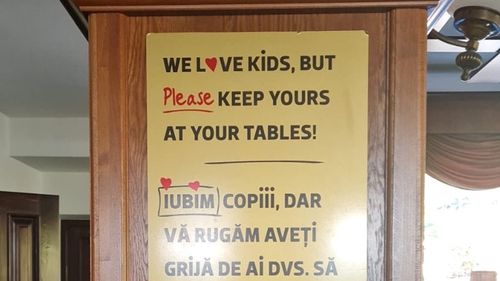 WE LOVE KIDS, BUT
Please KEEP YOURS
AT YOUR TABLES!
IUBIM COPIII, DAR
VĂ RUGĂM AVEȚI
GRIJĂ DE AI DVS. SĂ